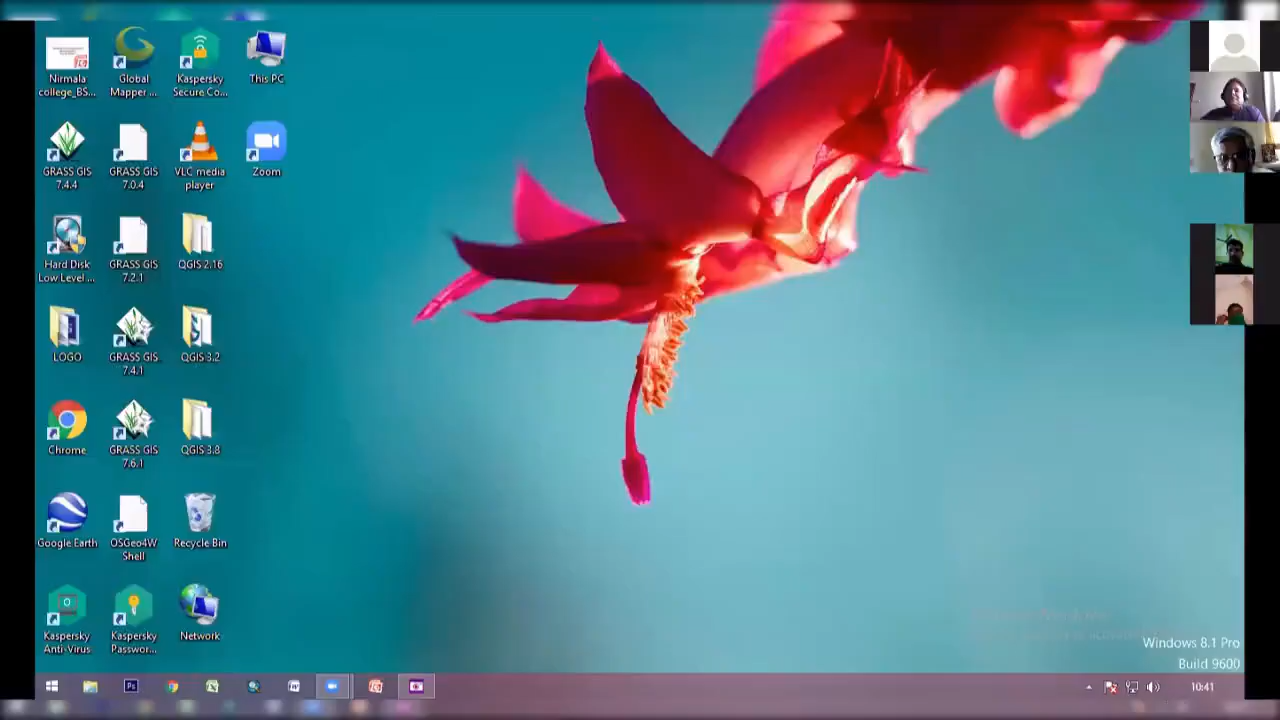 Nirmala
college_BS...
Global
Mapper ...
Kaspersky
Secure Co...
This PC
GRASS GIS
7.4.4
GRASS GIS
7.0.4
VLC media
player
Zoom
Hard Disk
Low Level ...
GRASS GIS
7.2.1
QGIS 2.16
LOGO
GRASS GIS
7.4.1
QGIS 3.2
Chrome
GRASS GIS
7.6.1
QGIS 3.8
Google Earth
OSGeo4W
Shell
Recycle Bin
Kaspersky
Anti-Virus
Kaspersky
Passwor...
Network
Windows 8.1 Pro
Build 9600
Ps
10:41